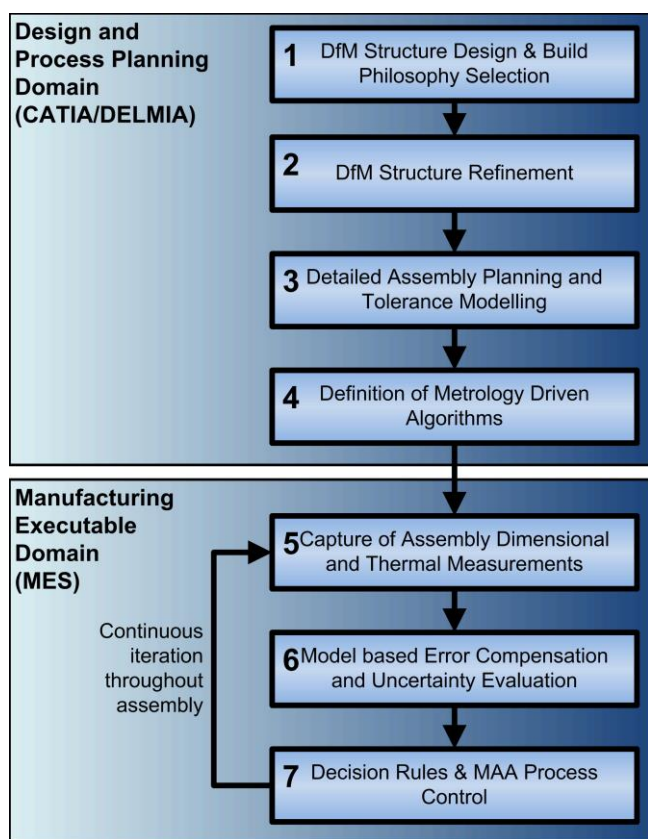 Design and
Process Planning
Domain
(CATIA/DELMIA)
1 DfM Structure Design & Build
Philosophy Selection
2 DfM Structure Refinement
3 Detailed Assembly Planning and
Tolerance Modelling
4 Definition of Metrology Driven
Algorithms
Manufacturing
Executable
Domain
(MES)
5 Capture of Assembly Dimensional
and Thermal Measurements
Continuous
iteration
throughout
assembly
6 Model based Error Compensation
and Uncertainty Evaluation
7 Decision Rules & MAA Process
Control